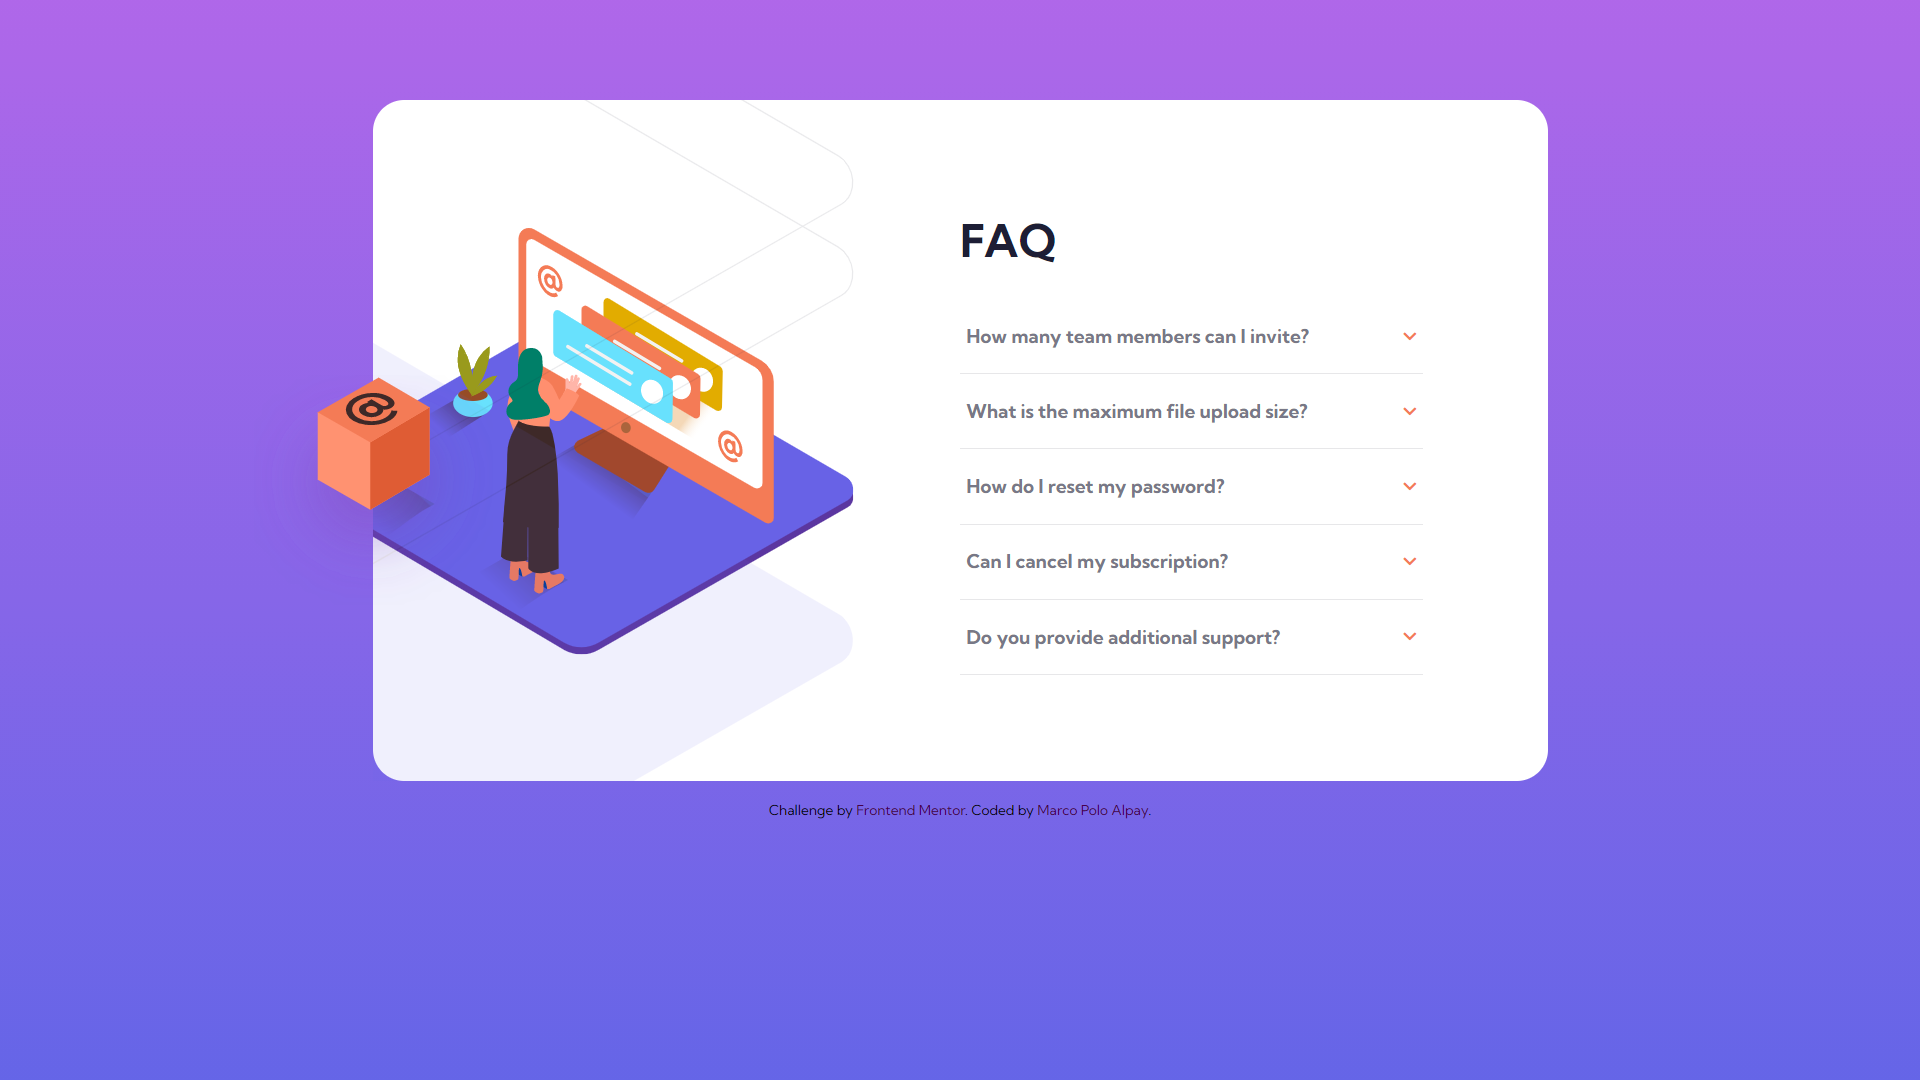 FAQ
How many team members can I invite?
What is the maximum file upload size?
How do I reset my password?
Can I cancel my subscription?
Do you provide additional support?
@
@
@
Challenge by Frontend Mentor. Coded by Marco Polo Alpay.